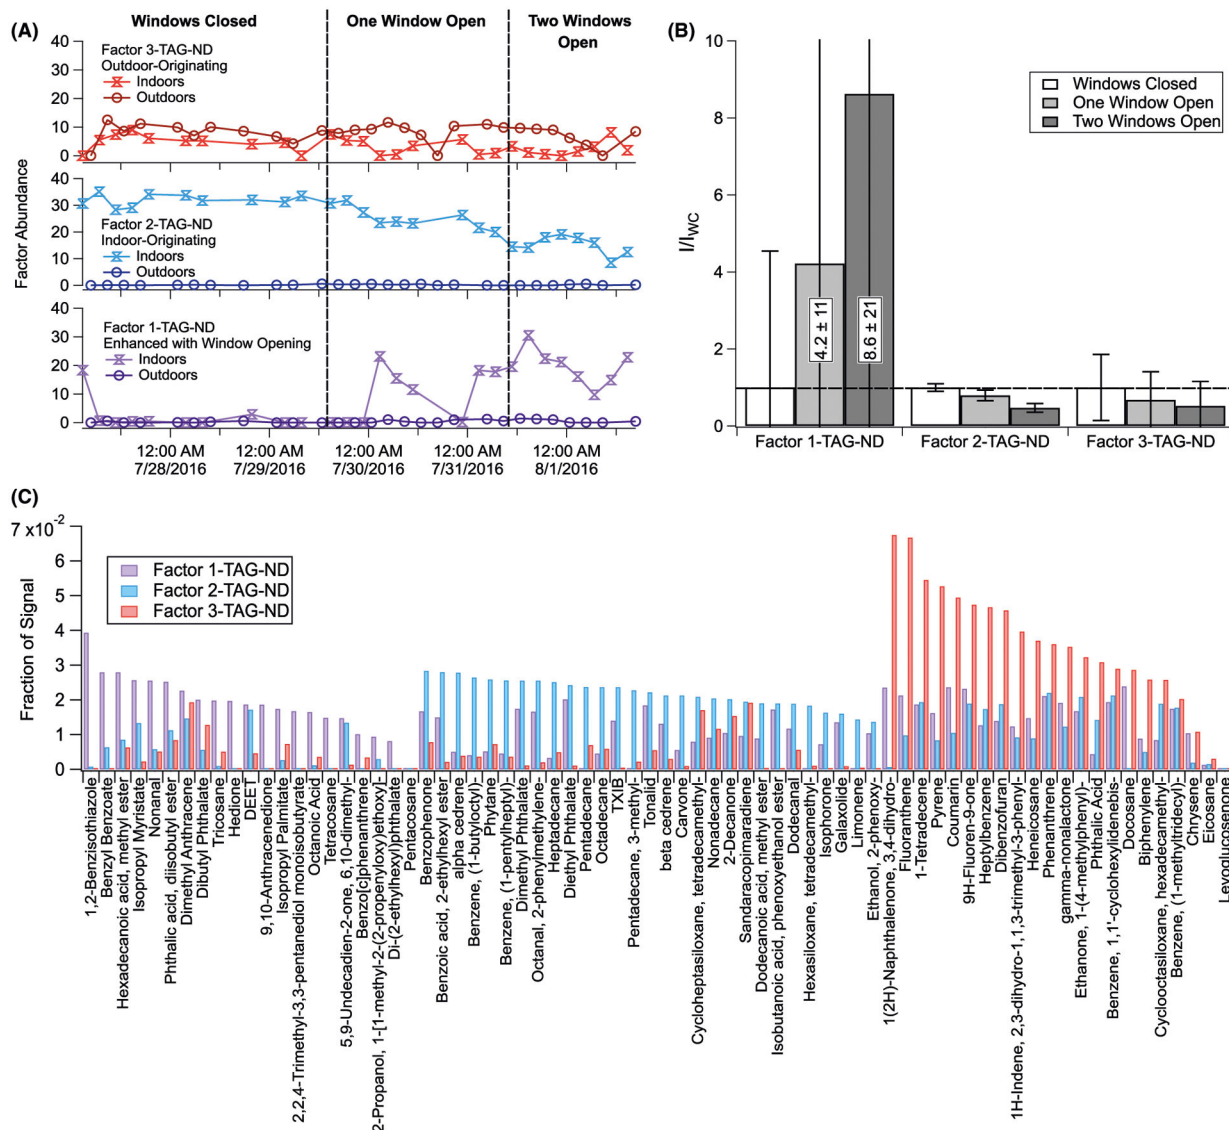 (A)
Windows Closed
One Window Open
Two Windows
Open
Factor Abundance
40
30
20
10
0
Factor 3-TAG-ND
Outdoor-Originating
Indoors
Outdoors
40
30
20
10
0
Factor 2-TAG-ND
Indoor-Originating
Indoors
Outdoors
40
30
20
10
0
Factor 1-TAG-ND
Enhanced with Window Opening
Indoors
Outdoors
12:00 AM
7/28/2016
12:00 AM
7/29/2016
12:00 AM
7/30/2016
12:00 AM
7/31/2016
12:00 AM
8/1/2016
(B)
I/IWC
10
8
6
4
2
0
Windows Closed
One Window Open
Two Windows Open
4.2 ± 11
8.6 ± 21
Factor 1-TAG-ND
Factor 2-TAG-ND
Factor 3-TAG-ND
(C)
Fraction of Signal
7 x10-2
6
5
4
3
2
1
0
Factor 1-TAG-ND
Factor 2-TAG-ND
Factor 3-TAG-ND
1,2-Benzisothiazole
Benzyl Benzoate
Hexadecanoic acid, methyl ester
Isopropyl Myristate
Nonanal
Phthalic acid, diisobutyl ester
Dimethyl Anthracene
Dibutyl Phthalate
Tricosane
Hedione
DEET
9,10-Anthracenedione
Isopropyl Palmitate
2,2,4-Trimethyl-3,3-pentanediol monoisobutyrate
Octanoic Acid
Tetracosane
5,9-Undecadien-2-one, 6,10-dimethyl-
Benzo[c]phenanthrene
2-Propanol, 1-[1-methyl-2-(2-propenyloxy)ethoxy]-
Di-(2-ethylhexyl)phthalate
Pentacosane
Benzophenone
Benzoic acid, 2-ethylhexyl ester
alpha cedrene
Benzene, (1-butyloctyl)-
Phytane
Benzene, (1-pentylheptyl)-
Dimethyl Phthalate
Octanal, 2-phenylmethylene-
Heptadecane
Diethyl Phthalate
Pentadecane
Octadecane
TXIB
Pentadecane, 3-methyl-
Tonalid
beta cedrene
Carvone
Cycloheptasiloxane, tetradecamethyl-
Nonadecane
2-Decanone
Sandaracopimaradiene
Dodecanoic acid, methyl ester
Isobutanoic acid, phenoxyethanol ester
Dodecanal
Hexasiloxane, tetradecamethyl-
Isophorone
Galaxolide
Limonene
Ethanol, 2-phenoxy-
1(2H)-Naphthalenone, 3,4-dihydro-
Fluoranthene
1-Tetradecene
Pyrene
Coumarin
9H-Fluoren-9-one
Heptylbenzene
Dibenzofuran
1H-Indene, 2,3-dihydro-1,1,3-trimethyl-3-phenyl-
Heneicosane
Phenanthrene
gamma-nonalactone
Ethanone, 1-(4-methylphenyl)-
Phthalic Acid
Benzene, 1,1'-cyclohexylidenebis-
Docosane
Biphenylene
Cyclooctasiloxane, hexadecamethyl-
Benzene, (1-methyltridecyl)-
Chrysene
Eicosane
Levoglucosenone